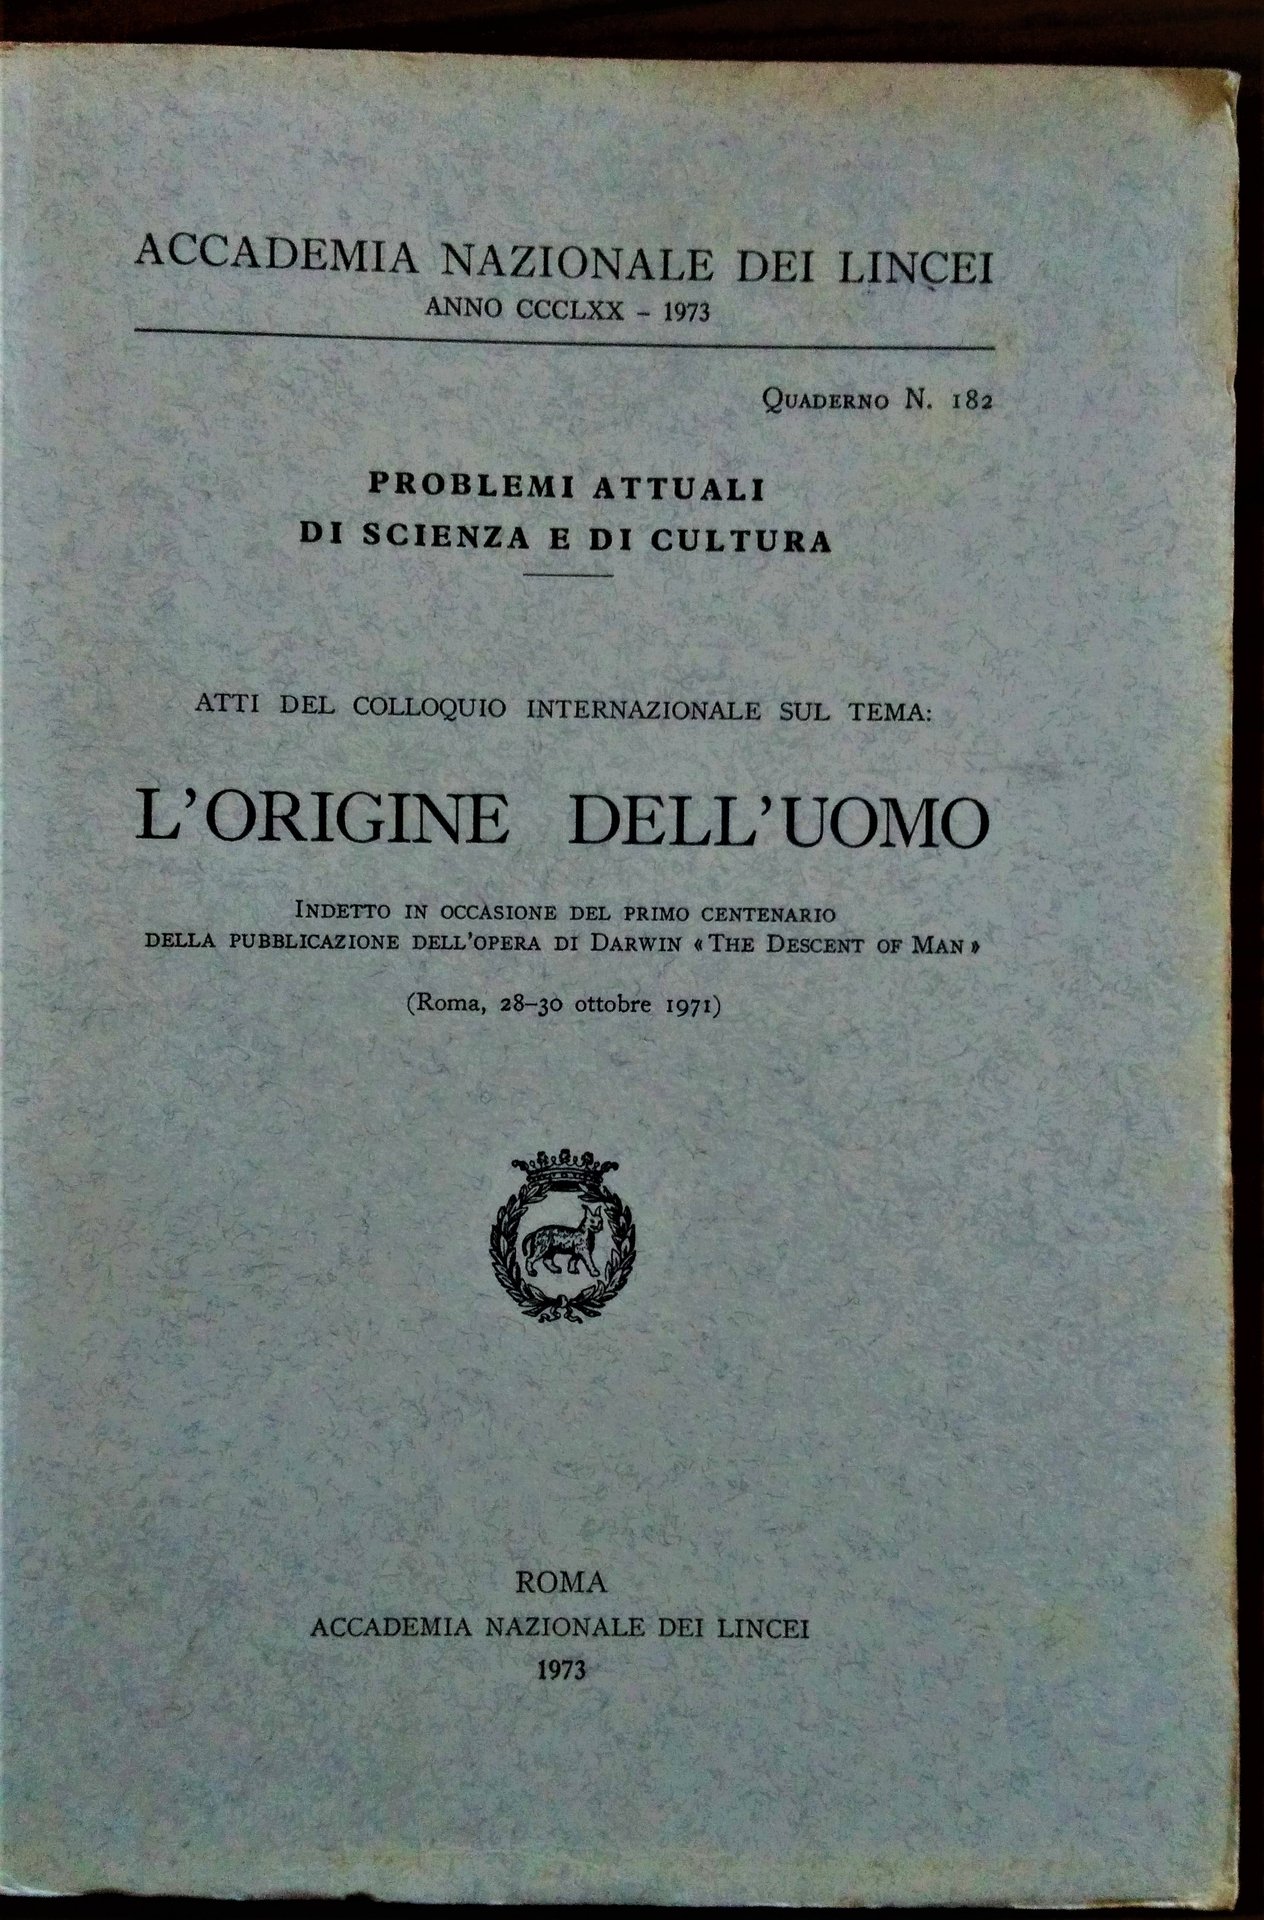 ACCADEMIA NAZIONALE DEI LINCEI
ANNO CCCLXX – 1973
QUADERNO N. 182
PROBLEMI ATTUALI
DI SCIENZA E DI CULTURA
ATTI DEL COLLOQUIO INTERNAZIONALE SUL TEMA:
L'ORIGINE DELL'UOMO
INDETTO IN OCCASIONE DEL PRIMO CENTENARIO
DELLA PUBBLICAZIONE DELL'OPERA DI DARWIN «THE DESCENT OF MAN»
(Roma, 28–30 ottobre 1971)
ROMA
ACCADEMIA NAZIONALE DEI LINCEI
1973